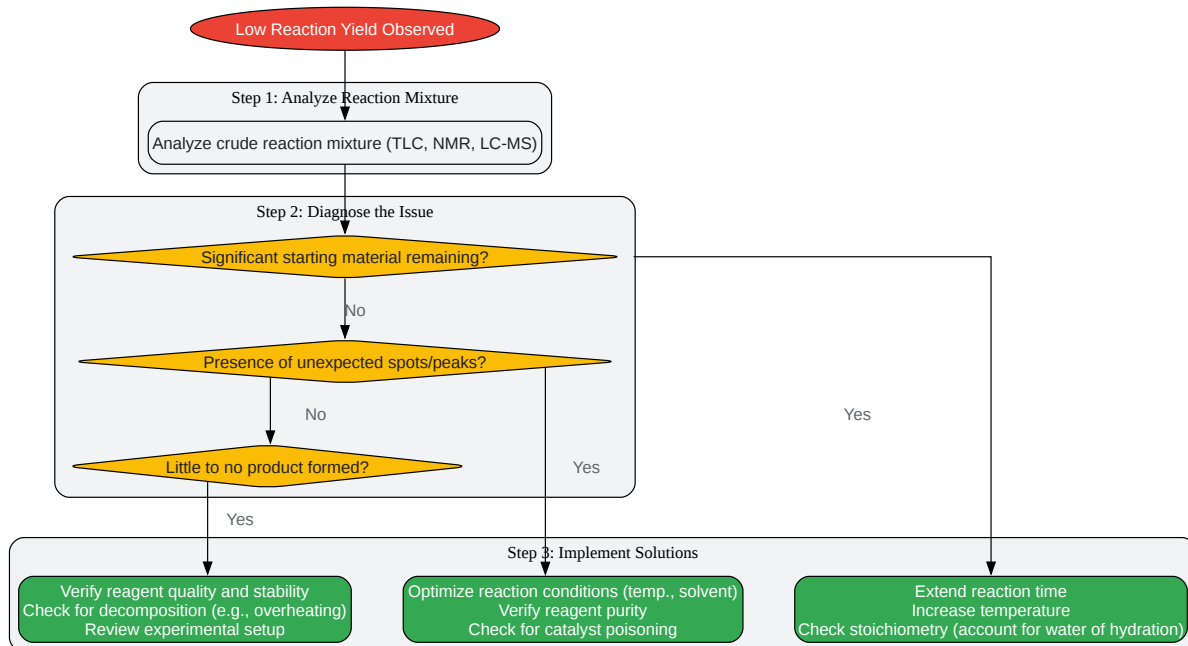 Low Reaction Yield Observed
Step 1: Analyze Reaction Mixture
Analyze crude reaction mixture (TLC, NMR, LC-MS)
Step 2: Diagnose the Issue
Significant starting material remaining?
No
Presence of unexpected spots/peaks?
No
Yes
Little to no product formed?
Yes
Yes
Step 3: Implement Solutions
Verify reagent quality and stability
Check for decomposition (e.g., overheating)
Review experimental setup
Optimize reaction conditions (temp., solvent)
Verify reagent purity
Check for catalyst poisoning
Extend reaction time
Increase temperature
Check stoichiometry (account for water of hydration)